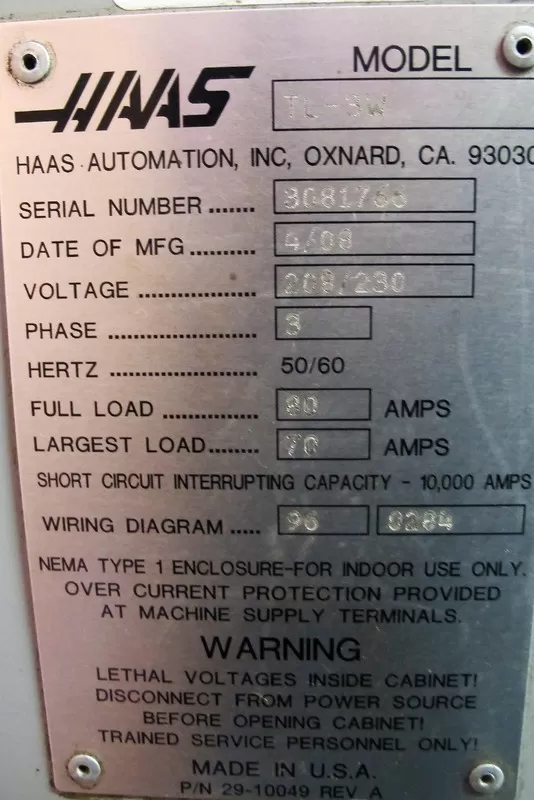 HAAS
MODEL
TL-3W
HAAS AUTOMATION, INC, OXNARD, CA. 93030
SERIAL NUMBER ....... 3081766
DATE OF MFG .......... 4/08
VOLTAGE .................. 208/230
PHASE ...................... 3
HERTZ ...................... 50/60
FULL LOAD .............. 80 AMPS
LARGEST LOAD........ 70 AMPS
SHORT CIRCUIT INTERRUPTING CAPACITY - 10,000 AMPS
WIRING DIAGRAM ..... 96 0284
NEMA TYPE 1 ENCLOSURE-FOR INDOOR USE ONLY.
OVER CURRENT PROTECTION PROVIDED
AT MACHINE SUPPLY TERMINALS.
WARNING
LETHAL VOLTAGES INSIDE CABINET!
DISCONNECT FROM POWER SOURCE
BEFORE OPENING CABINET!
TRAINED SERVICE PERSONNEL ONLY!
MADE IN U.S.A.
P/N 29-10049 REV A